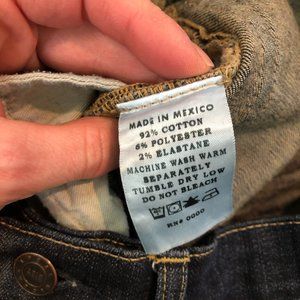 MADE IN MEXICO
92% COTTON
6% POLYESTER
2% ELASTANE
MACHINE WASH WARM
SEPARATELY
TUMBLE DRY LOW
DO NOT BLEACH
RN# 0000